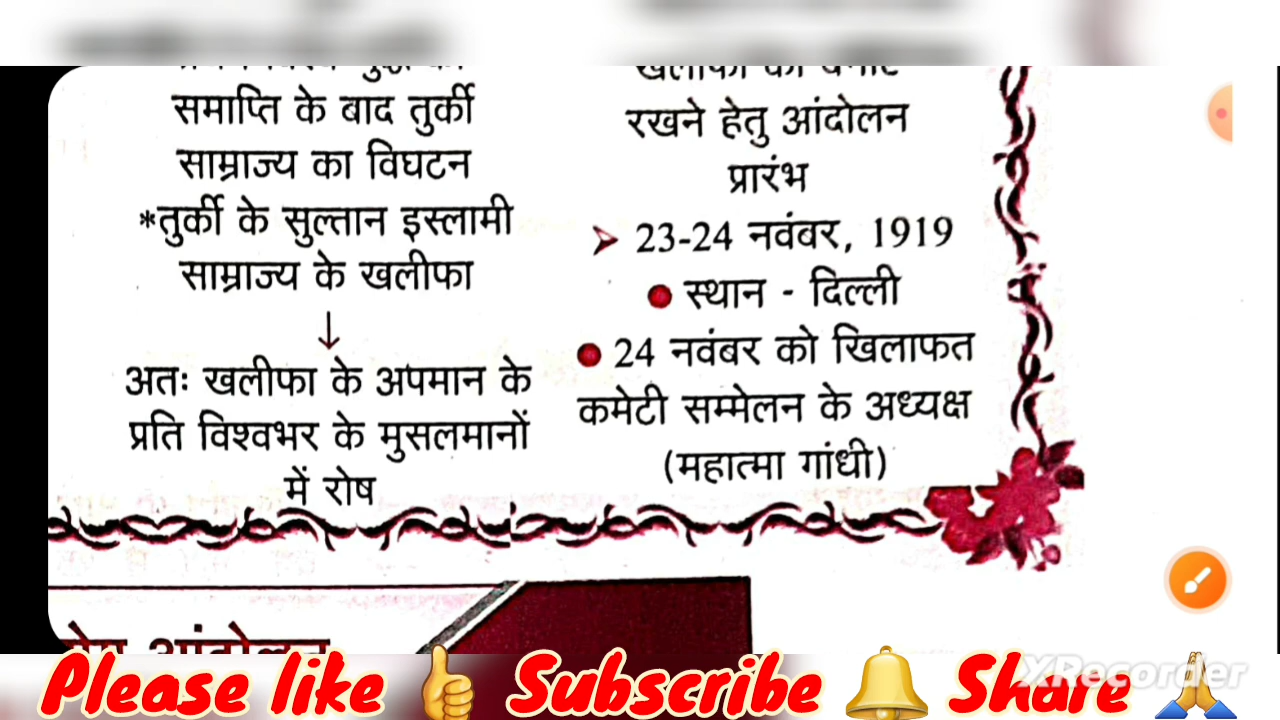 समाप्ति के बाद तुर्की
साम्राज्य का विघटन
*तुर्की के सुल्तान इस्लामी
साम्राज्य के खलीफा
↓
अतः खलीफा के अपमान के
प्रति विश्वभर के मुसलमानों
में रोष
रखने हेतु आंदोलन
प्रारंभ
➢ 23-24 नवंबर, 1919
● स्थान - दिल्ली
● 24 नवंबर को खिलाफत
कमेटी सम्मेलन के अध्यक्ष
(महात्मा गांधी)
आंदोलन
Please like 👍 Subscribe 🔔 Share 🙏
XRecorder